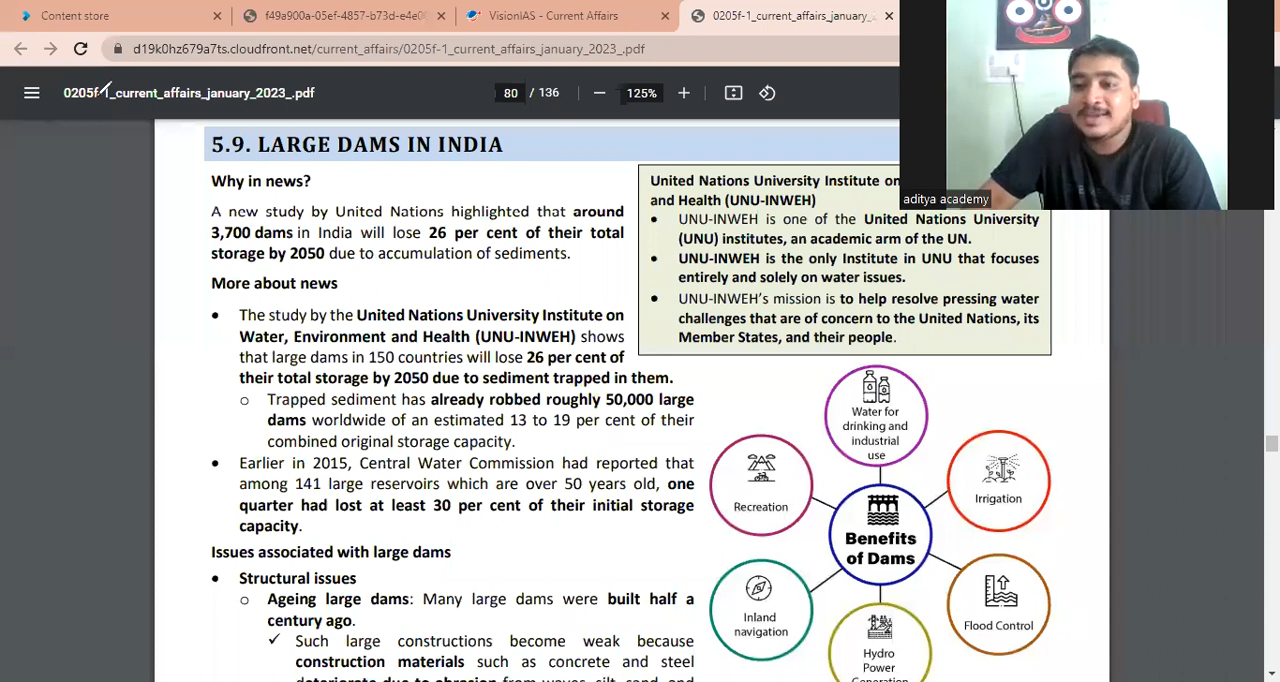 Content store
f49a900a-05ef-4857-b73d-e4e0
VisionIAS - Current Affairs
0205f-1_current_affairs_january_
d19k0hz679a7ts.cloudfront.net/current_affairs/0205f-1_current_affairs_january_2023_.pdf
0205f-1_current_affairs_january_2023_.pdf
80 / 136
125%
aditya academy
5.9. LARGE DAMS IN INDIA
Why in news?
A new study by United Nations highlighted that around
3,700 dams in India will lose 26 per cent of their total
storage by 2050 due to accumulation of sediments.
More about news
• The study by the United Nations University Institute on
Water, Environment and Health (UNU-INWEH) shows
that large dams in 150 countries will lose 26 per cent of
their total storage by 2050 due to sediment trapped in them.
o Trapped sediment has already robbed roughly 50,000 large
dams worldwide of an estimated 13 to 19 per cent of their
combined original storage capacity.
• Earlier in 2015, Central Water Commission had reported that
among 141 large reservoirs which are over 50 years old, one
quarter had lost at least 30 per cent of their initial storage
capacity.
Issues associated with large dams
• Structural issues
o Ageing large dams: Many large dams were built half a
century ago.
✓ Such large constructions become weak because
construction materials such as concrete and steel
deteriorate due to abrasion from waves, silt, sand, and
United Nations University Institute on
and Health (UNU-INWEH)
• UNU-INWEH is one of the United Nations University
(UNU) institutes, an academic arm of the UN.
• UNU-INWEH is the only Institute in UNU that focuses
entirely and solely on water issues.
• UNU-INWEH's mission is to help resolve pressing water
challenges that are of concern to the United Nations, its
Member States, and their people.
Water for
drinking and
industrial
use
Recreation
Irrigation
Benefits
of Dams
Inland
navigation
Flood Control
Hydro
Power
Generation